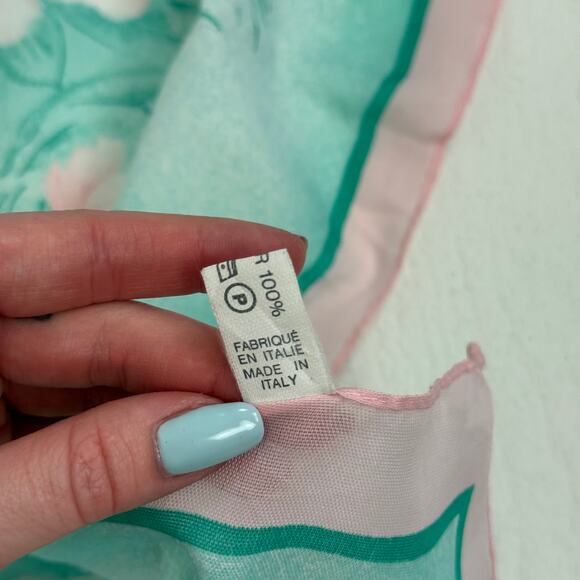 R 100%
P
FABRIQUÉ
EN ITALIE
MADE IN
ITALY